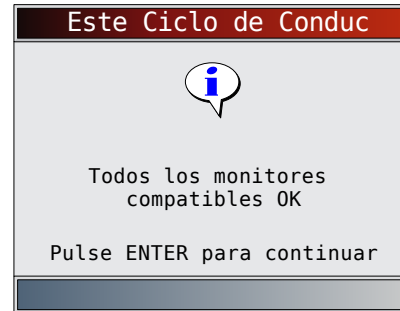 Este Ciclo de Conduc
Todos los monitores
compatibles OK
Pulse ENTER para continuar